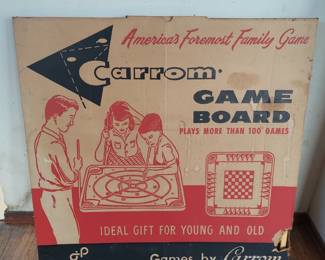 America's Foremost Family Game
Carrom
GAME
BOARD
PLAYS MORE THAN 100 GAMES
IDEAL GIFT FOR YOUNG AND OLD
Games by Carrom